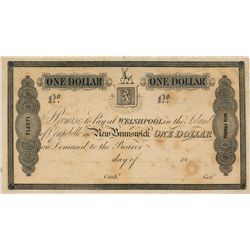 ONE DOLLAR ONE DOLLAR
No. No.
Promise to Pay at WELSHPOOL in the Island
of Campobello in New Brunswick ONE DOLLAR
on Demand to the Bearer
day of 18
Cash.r Gov.r